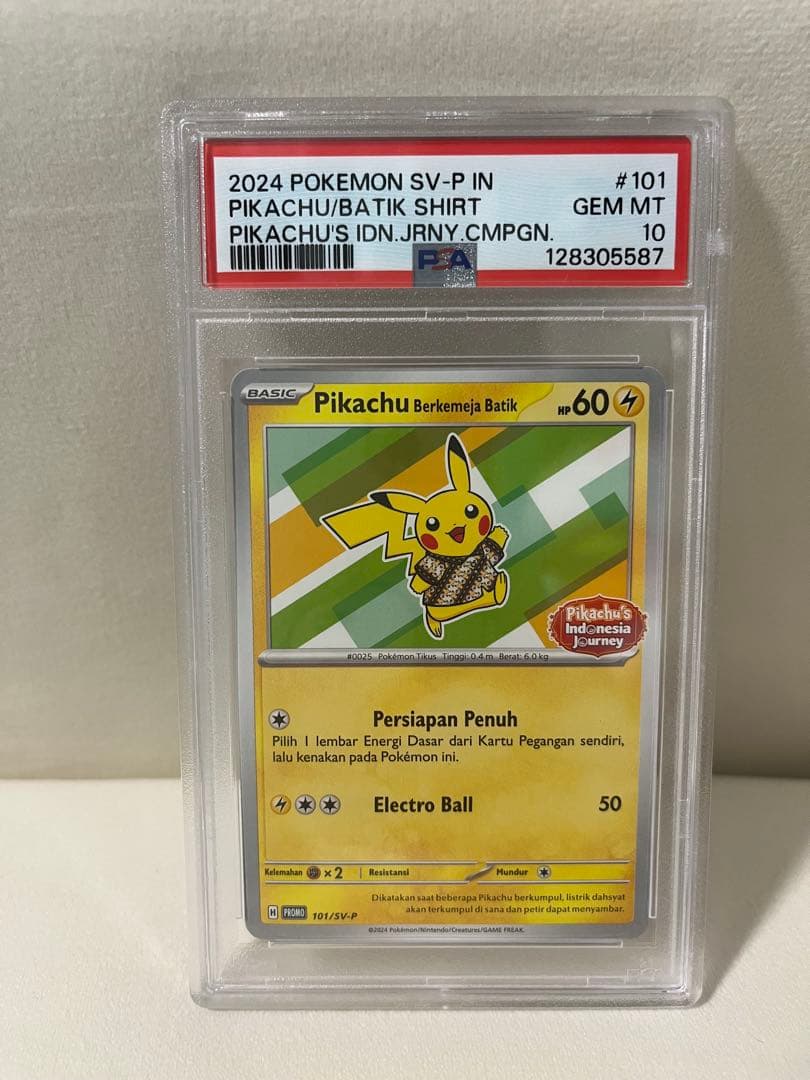 2024 POKEMON SV-P IN #101
PIKACHU/BATIK SHIRT GEM MT
PIKACHU'S IDN.JRNY.CMPGN. 10
PSA 128305587
BASIC Pikachu Berkemeja Batik HP 60
Pikachu's
Indonesia
Journey
#0025 Pokémon Tikus Tinggi: 0.4 m Berat: 6.0 kg
Persiapan Penuh
Pilih 1 lembar Energi Dasar dari Kartu Pegangan sendiri,
lalu kenakan pada Pokémon ini.
Electro Ball 50
Kelemahan ×2 Resistansi Mundur
Dikatakan saat beberapa Pikachu berkumpul, listrik dahsyat
akan terkumpul di sana dan petir dapat menyambar.
H PROMO 101/SV-P
©2024 Pokémon/Nintendo/Creatures/GAME FREAK.